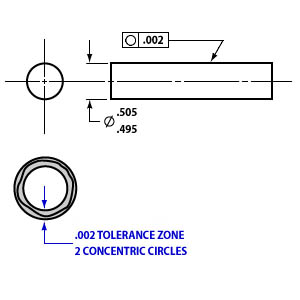 .002
.505
Ø
.495
.002 TOLERANCE ZONE
2 CONCENTRIC CIRCLES